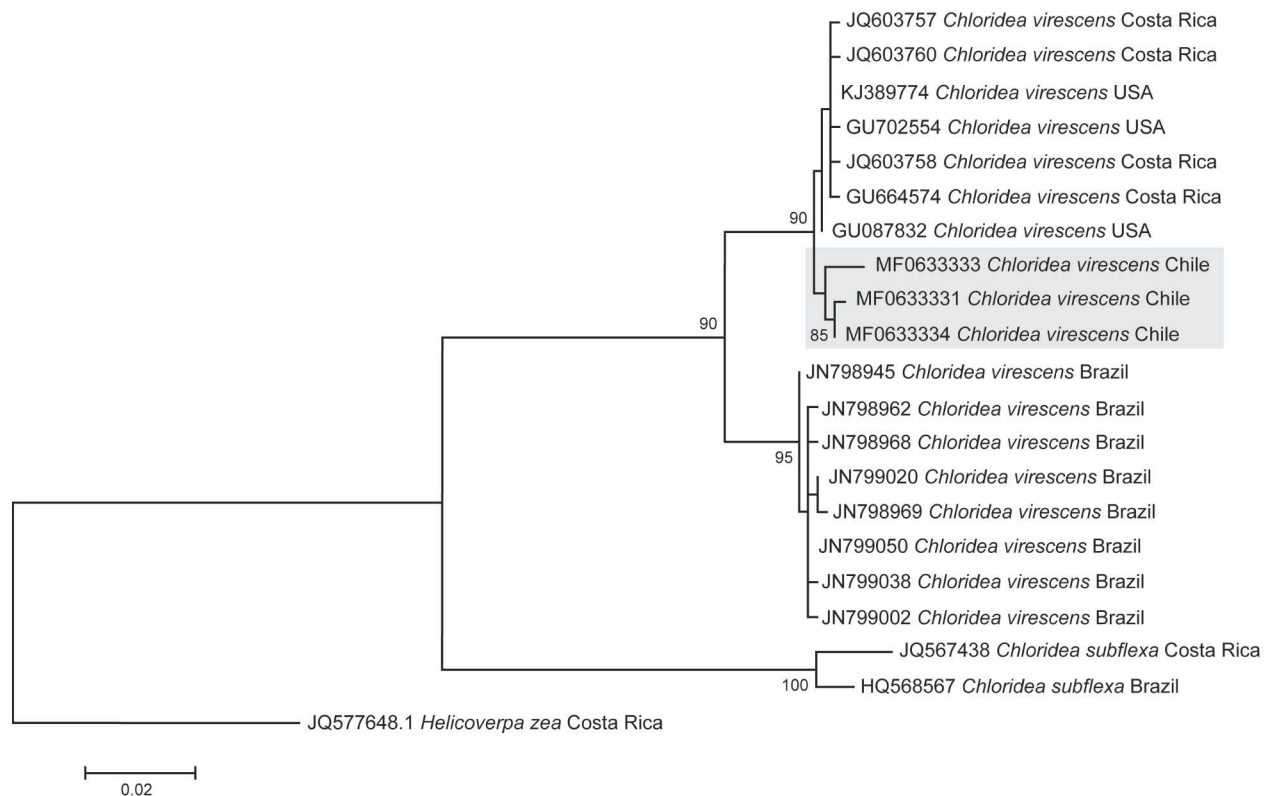 JQ603757 Chloridea virescens Costa Rica
JQ603760 Chloridea virescens Costa Rica
KJ389774 Chloridea virescens USA
GU702554 Chloridea virescens USA
JQ603758 Chloridea virescens Costa Rica
GU664574 Chloridea virescens Costa Rica
90
GU087832 Chloridea virescens USA
MF0633333 Chloridea virescens Chile
MF0633331 Chloridea virescens Chile
90
85
MF0633334 Chloridea virescens Chile
JN798945 Chloridea virescens Brazil
JN798962 Chloridea virescens Brazil
JN798968 Chloridea virescens Brazil
95
JN799020 Chloridea virescens Brazil
JN798969 Chloridea virescens Brazil
JN799050 Chloridea virescens Brazil
JN799038 Chloridea virescens Brazil
JN799002 Chloridea virescens Brazil
JQ567438 Chloridea subflexa Costa Rica
100
HQ568567 Chloridea subflexa Brazil
JQ577648.1 Helicoverpa zea Costa Rica
0.02